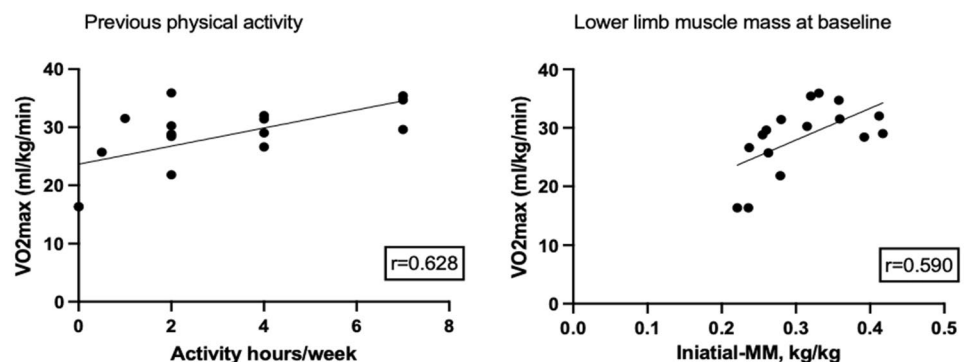 Previous physical activity
40
30
20
10
0
VO2max (ml/kg/min)
r=0.628
0 2 4 6 8
Activity hours/week
Lower limb muscle mass at baseline
40
30
20
10
0
VO2max (ml/kg/min)
r=0.590
0.0 0.1 0.2 0.3 0.4 0.5
Iniatial-MM, kg/kg